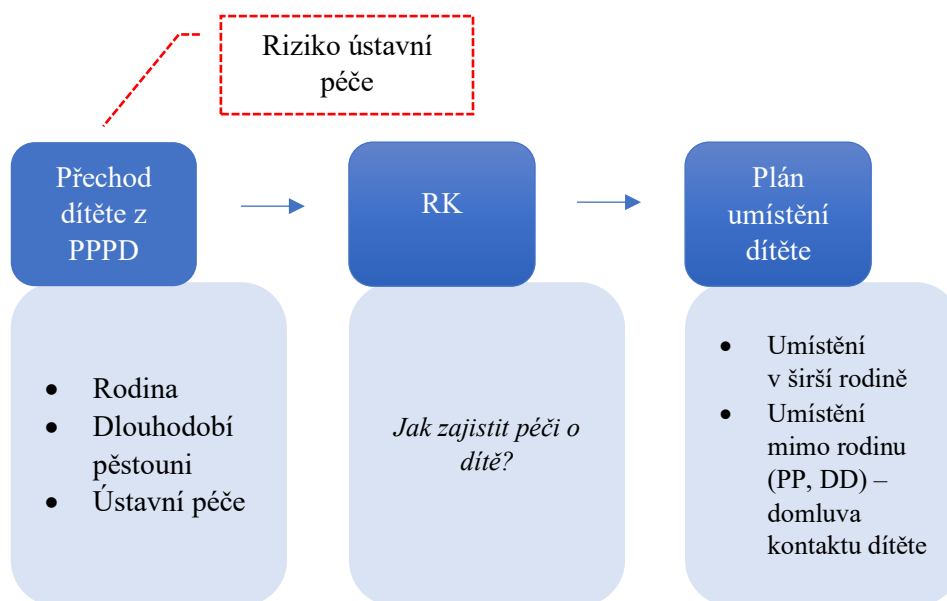 Riziko ústavní
péče
Přechod
dítěte z
PPPD
• Rodina
• Dlouhodobí
pěstouni
• Ústavní péče
RK
Jak zajistit péči o
dítě?
Plán
umístění
dítěte
• Umístění
v širší rodině
• Umístění
mimo rodinu
(PP, DD) –
domluva
kontaktu dítěte